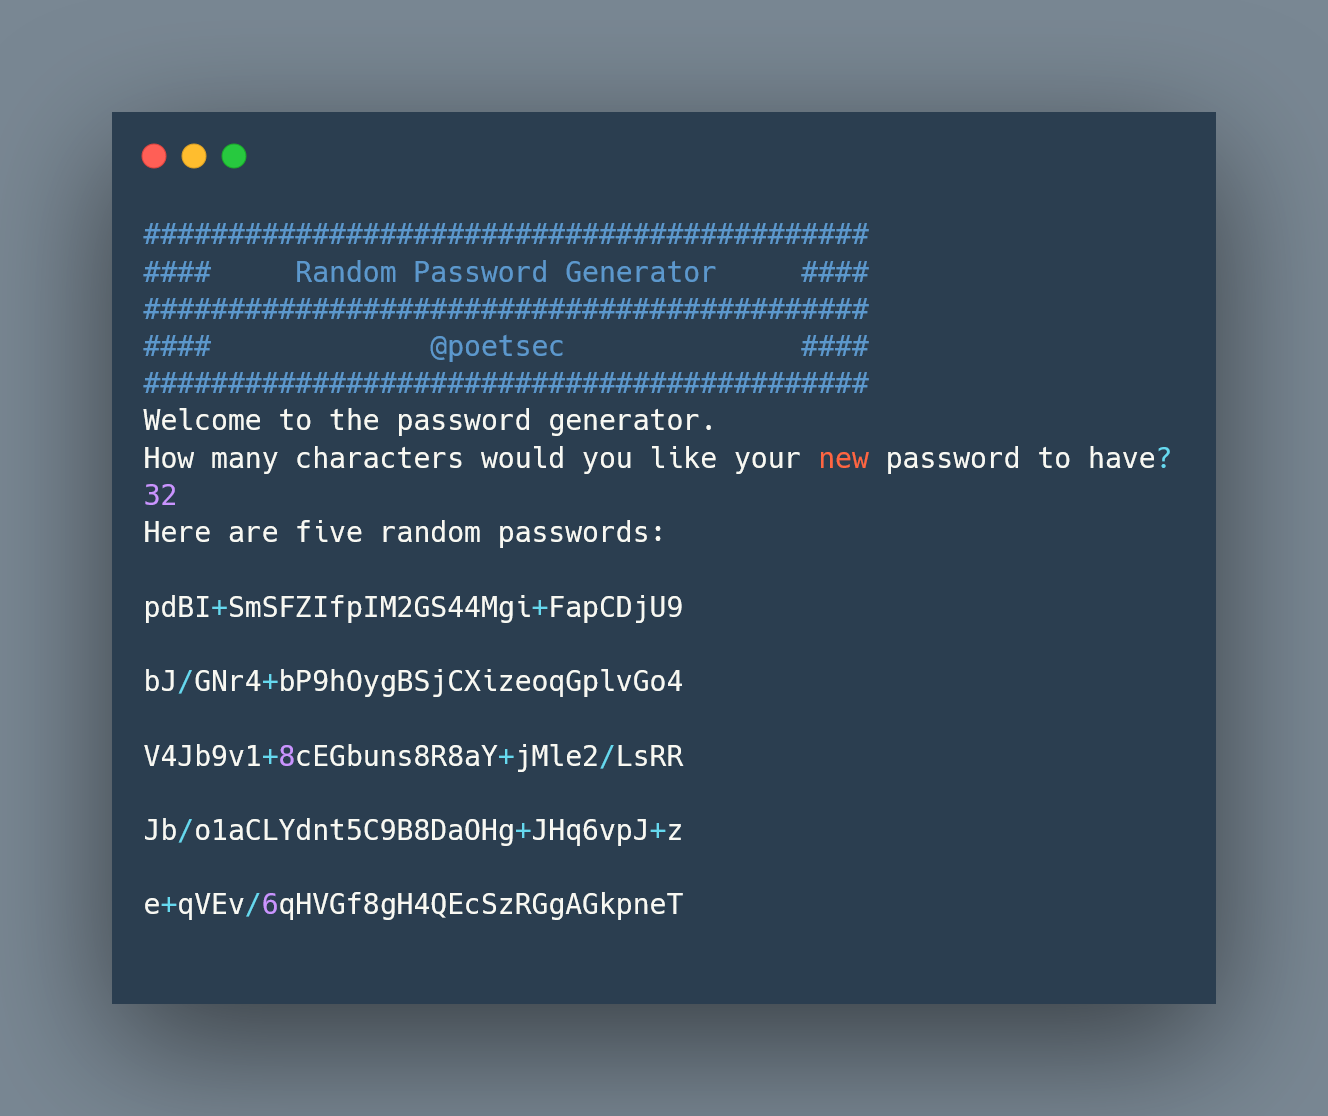 ###########################################
####     Random Password Generator     ####
###########################################
####             @poetsec              ####
###########################################
Welcome to the password generator.
How many characters would you like your new password to have?
32
Here are five random passwords:
pdBI+SmSFZIfpIM2GS44Mgi+FapCDjU9
bJ/GNr4+bP9hOygBSjCXizeoqGplvGo4
V4Jb9v1+8cEGbuns8R8aY+jMle2/LsRR
Jb/o1aCLYdnt5C9B8DaOHg+JHq6vpJ+z
e+qVEv/6qHVGf8gH4QEcSzRGgAGkpneT